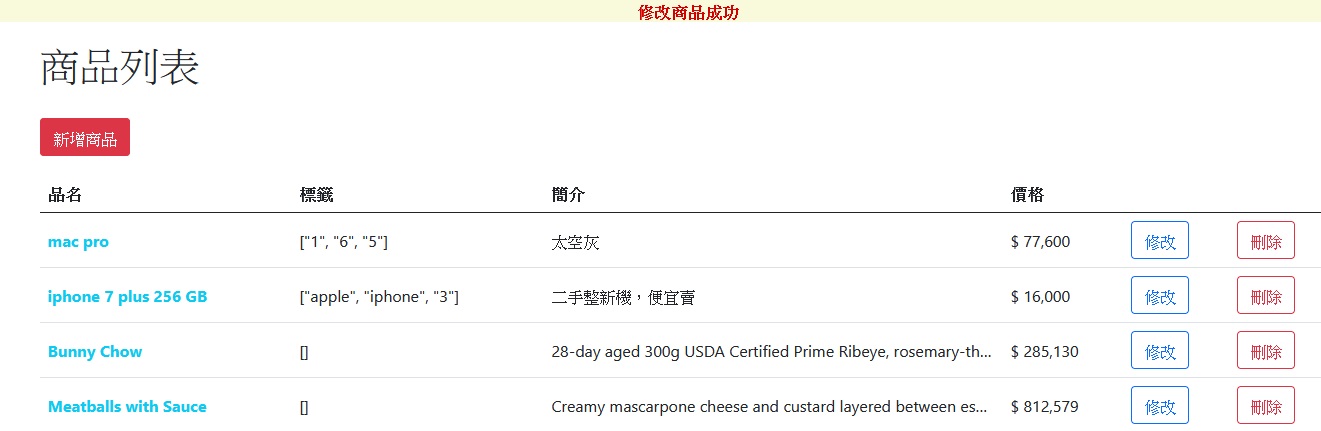 修改商品成功
商品列表
新增商品
品名 標籤 簡介 價格
mac pro ["1", "6", "5"] 太空灰 $ 77,600 修改 刪除
iphone 7 plus 256 GB ["apple", "iphone", "3"] 二手整新機，便宜賣 $ 16,000 修改 刪除
Bunny Chow [] 28-day aged 300g USDA Certified Prime Ribeye, rosemary-th... $ 285,130 修改 刪除
Meatballs with Sauce [] Creamy mascarpone cheese and custard layered between es... $ 812,579 修改 刪除